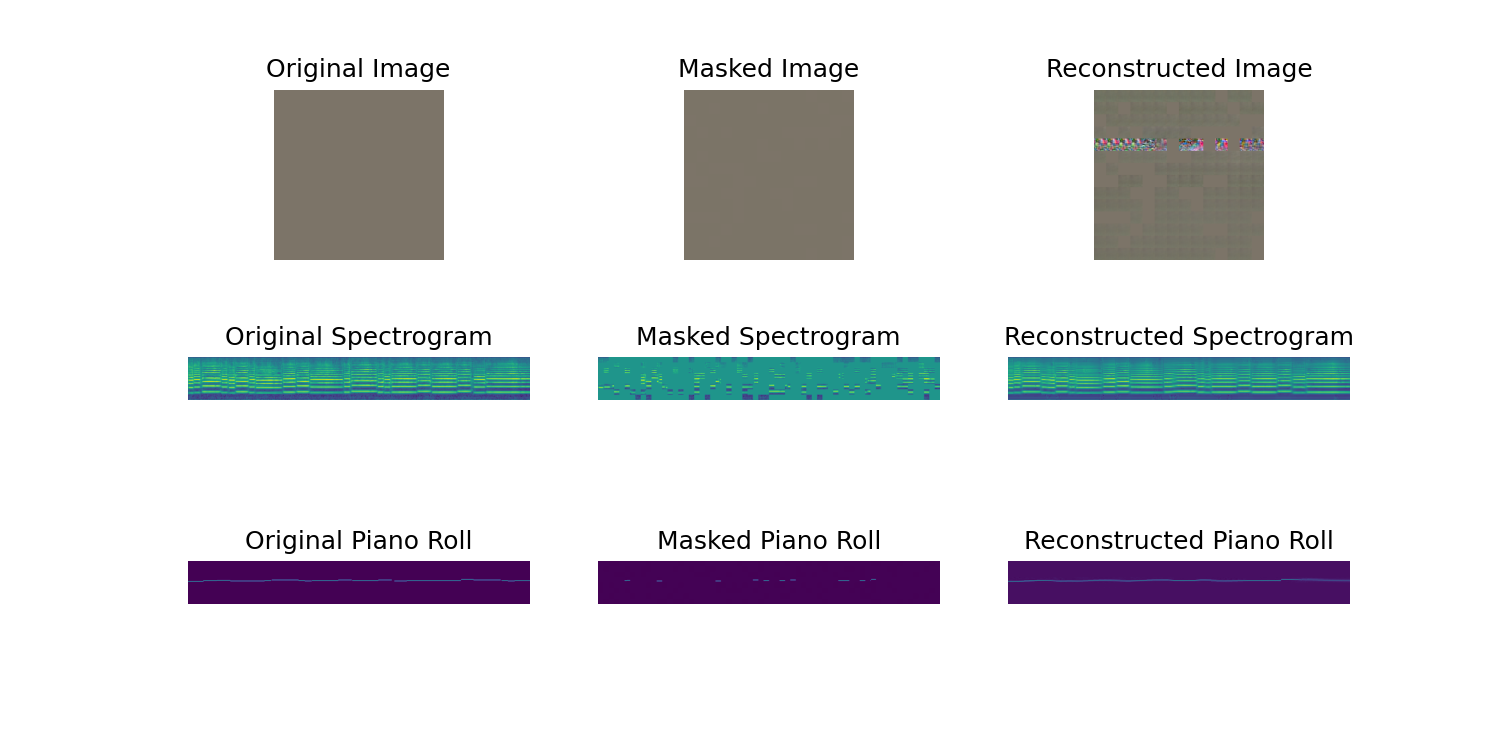 Original Image
Masked Image
Reconstructed Image
Original Spectrogram
Masked Spectrogram
Reconstructed Spectrogram
Original Piano Roll
Masked Piano Roll
Reconstructed Piano Roll